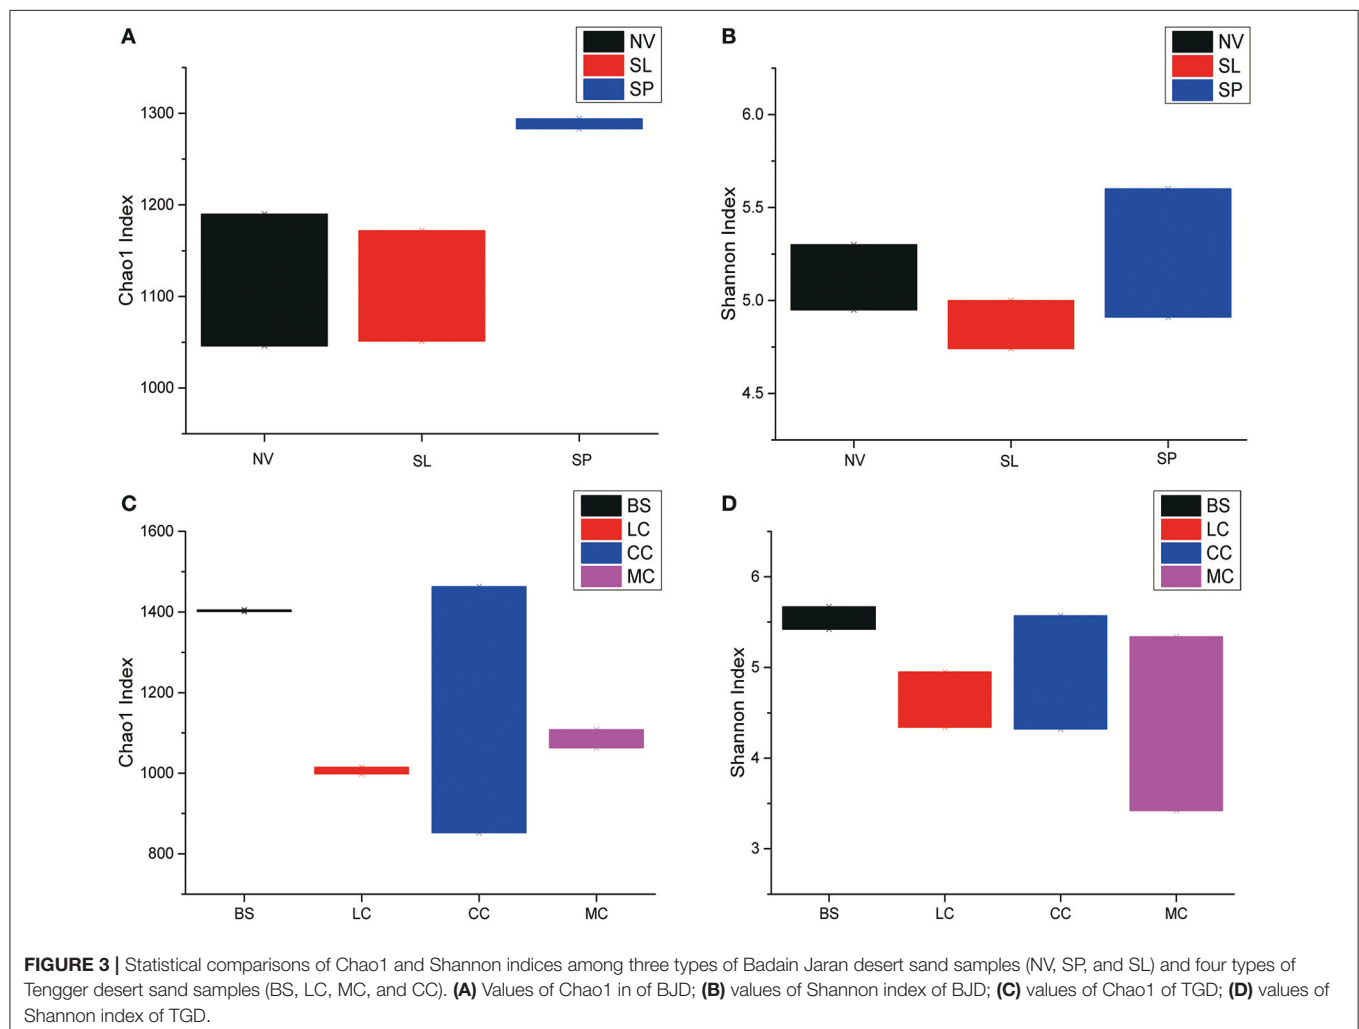 A
NV
SL
SP
1300
1200
1100
1000
Chao1 Index
NV SL SP
B
NV
SL
SP
6.0
5.5
5.0
4.5
Shannon Index
NV SL SP
C
BS
LC
CC
MC
1600
1400
1200
1000
800
Chao1 Index
BS LC CC MC
D
BS
LC
CC
MC
6
5
4
3
Shannon Index
BS LC CC MC
FIGURE 3 | Statistical comparisons of Chao1 and Shannon indices among three types of Badain Jaran desert sand samples (NV, SP, and SL) and four types of
Tengger desert sand samples (BS, LC, MC, and CC). (A) Values of Chao1 in of BJD; (B) values of Shannon index of BJD; (C) values of Chao1 of TGD; (D) values of
Shannon index of TGD.